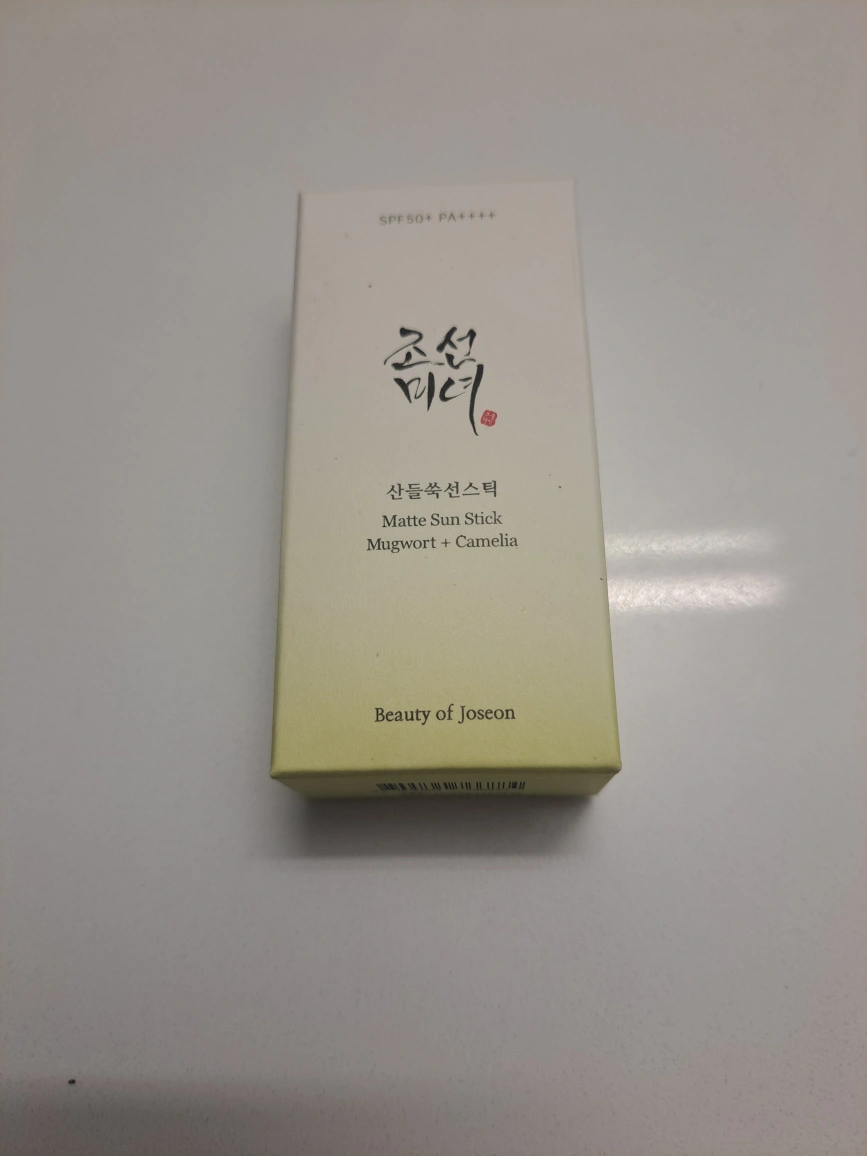 SPF50+ PA++++
조선
미녀
산들쑥선스틱
Matte Sun Stick
Mugwort + Camelia
Beauty of Joseon